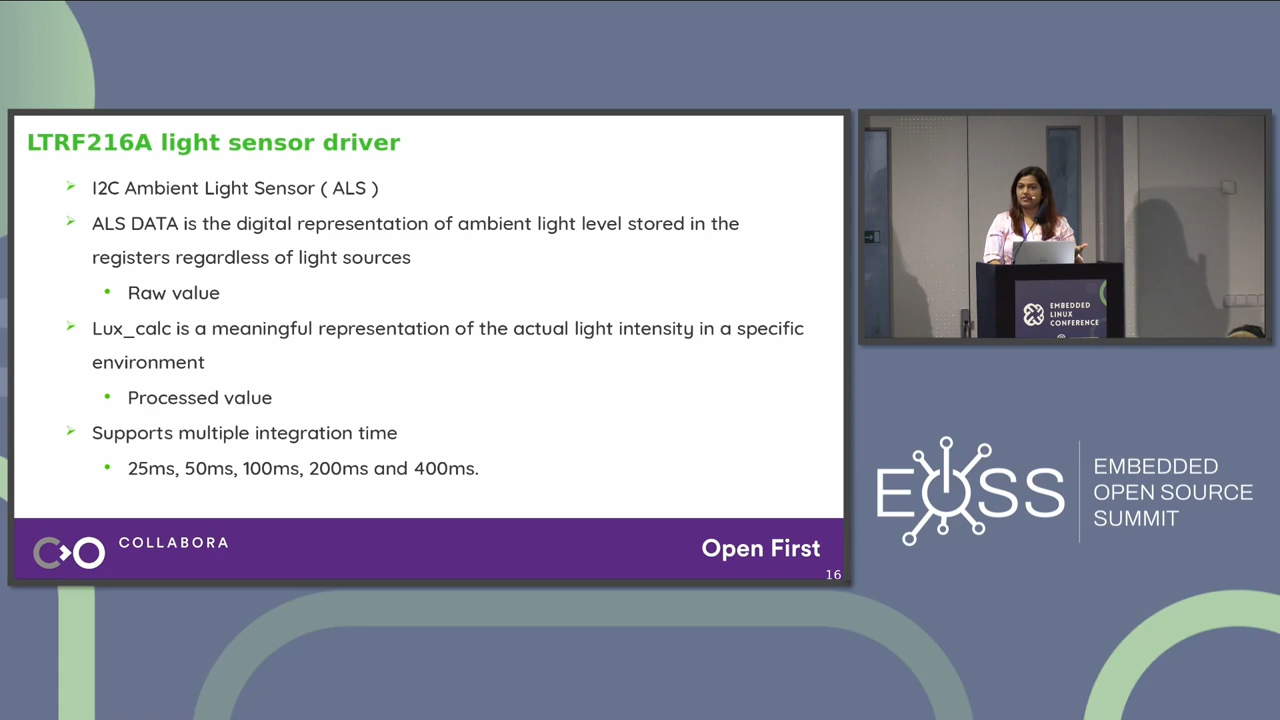 LTRF216A light sensor driver
I2C Ambient Light Sensor ( ALS )
ALS DATA is the digital representation of ambient light level stored in the
registers regardless of light sources
Raw value
Lux_calc is a meaningful representation of the actual light intensity in a specific
environment
Processed value
Supports multiple integration time
25ms, 50ms, 100ms, 200ms and 400ms.
COLLABORA
Open First
16
EMBEDDED
LINUX
CONFERENCE
EOSS
EMBEDDED
OPEN SOURCE
SUMMIT